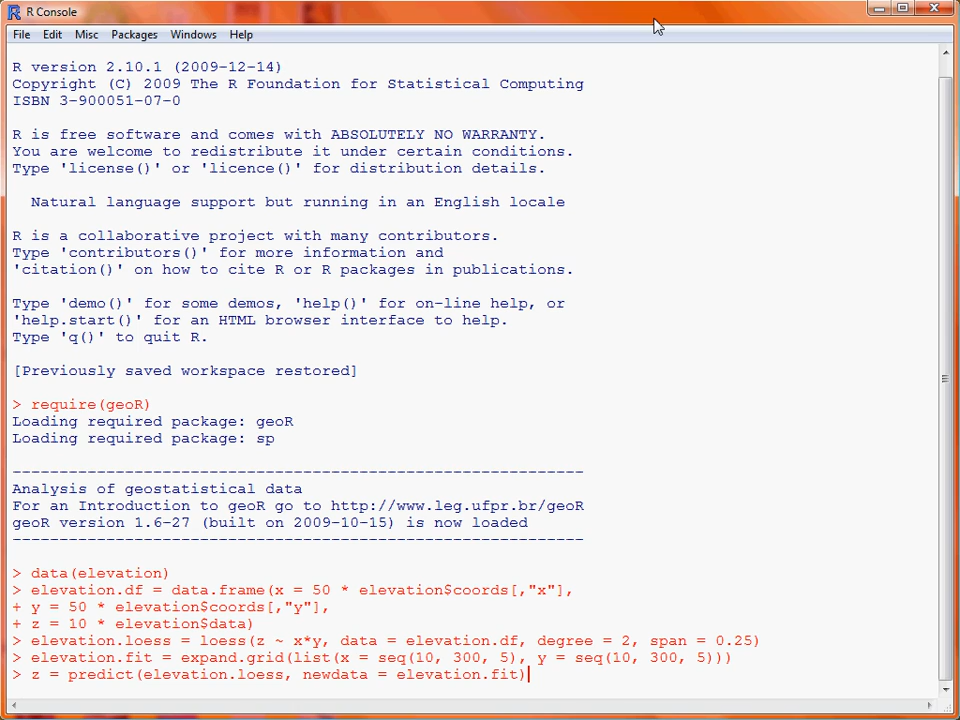 R Console
File Edit Misc Packages Windows Help
R version 2.10.1 (2009-12-14)
Copyright (C) 2009 The R Foundation for Statistical Computing
ISBN 3-900051-07-0
R is free software and comes with ABSOLUTELY NO WARRANTY.
You are welcome to redistribute it under certain conditions.
Type 'license()' or 'licence()' for distribution details.
Natural language support but running in an English locale
R is a collaborative project with many contributors.
Type 'contributors()' for more information and
'citation()' on how to cite R or R packages in publications.
Type 'demo()' for some demos, 'help()' for on-line help, or
'help.start()' for an HTML browser interface to help.
Type 'q()' to quit R.
[Previously saved workspace restored]
> require(geoR)
Loading required package: geoR
Loading required package: sp
-------------------------------------------------------------
Analysis of geostatistical data
For an Introduction to geoR go to http://www.leg.ufpr.br/geoR
geoR version 1.6-27 (built on 2009-10-15) is now loaded
-------------------------------------------------------------
> data(elevation)
> elevation.df = data.frame(x = 50 * elevation$coords[,"x"],
+ y = 50 * elevation$coords[,"y"],
+ z = 10 * elevation$data)
> elevation.loess = loess(z ~ x*y, data = elevation.df, degree = 2, span = 0.25)
> elevation.fit = expand.grid(list(x = seq(10, 300, 5), y = seq(10, 300, 5)))
> z = predict(elevation.loess, newdata = elevation.fit)